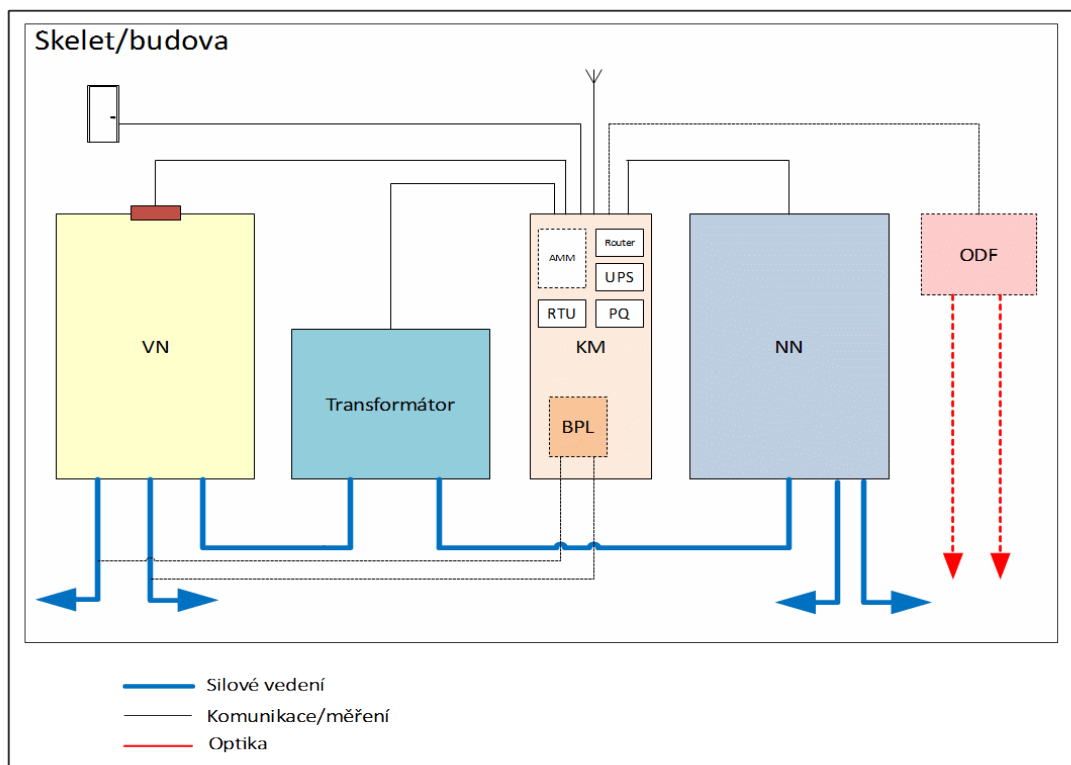 Skelet/budova
AMM
Router
UPS
RTU
PQ
KM
BPL
VN
Transformátor
NN
ODF
Silové vedení
Komunikace/měření
Optika